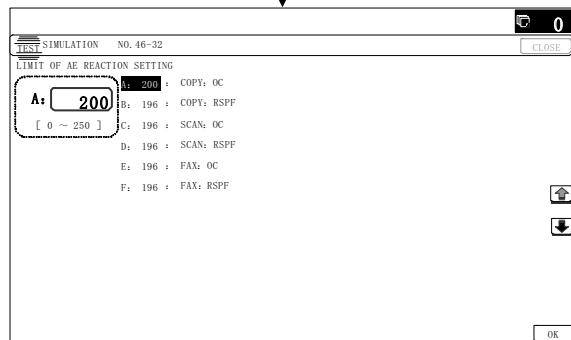 0
TEST SIMULATION NO.46-32
CLOSE
LIMIT OF AE REACTION SETTING
A: 200
[ 0 ~ 250 ]
A: 200 : COPY: OC
B: 196 : COPY: RSPF
C: 196 : SCAN: OC
D: 196 : SCAN: RSPF
E: 196 : FAX: OC
F: 196 : FAX: RSPF
OK